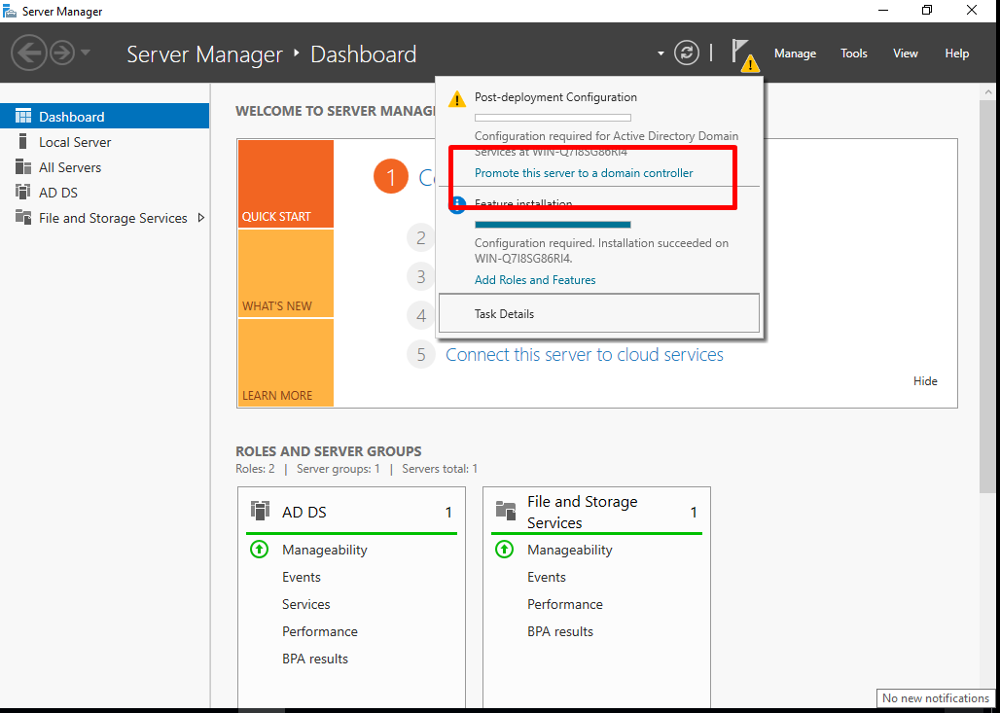 Server Manager
Server Manager ‣ Dashboard
Manage Tools View Help
Dashboard
Local Server
All Servers
AD DS
File and Storage Services
WELCOME TO SERVER MANAG
Post-deployment Configuration
Configuration required for Active Directory Domain
Services at WIN-Q7I8SG86RI4
Promote this server to a domain controller
Feature installation
Configuration required. Installation succeeded on
WIN-Q7I8SG86RI4.
Add Roles and Features
Task Details
QUICK START
WHAT'S NEW
LEARN MORE
1 Co
2
3
4
5 Connect this server to cloud services
Hide
ROLES AND SERVER GROUPS
Roles: 2 | Server groups: 1 | Servers total: 1
AD DS 1
Manageability
Events
Services
Performance
BPA results
File and Storage
Services 1
Manageability
Events
Performance
BPA results
No new notifications